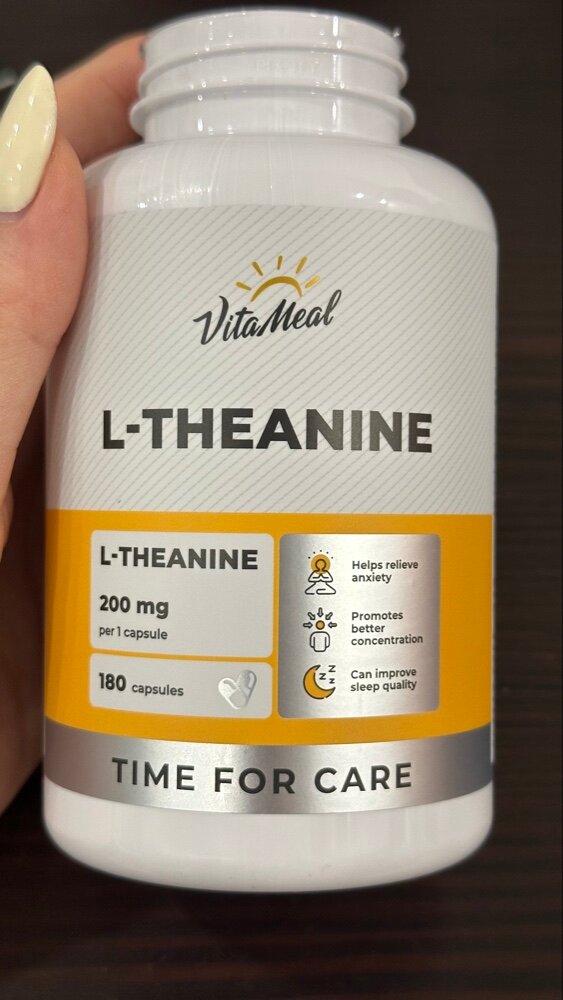 VitaMeal
L-THEANINE
L-THEANINE
200 mg
per 1 capsule
180 capsules
Helps relieve
anxiety
Promotes
better
concentration
Can improve
sleep quality
TIME FOR CARE